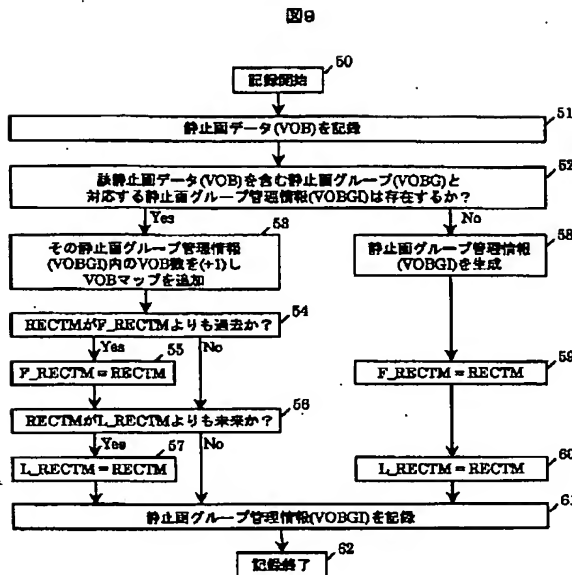 図9
50
記録開始
51
静止画データ(VOB)を記録
52
該静止画データ(VOB)を含む静止画グループ(VOBG)と
対応する静止画グループ管理情報(VOBGI)は存在するか?
Yes
No
53
その静止画グループ管理情報
(VOBGI)内のVOB数を(+1)し
VOBマップを追加
58
静止画グループ管理情報
(VOBGI)を生成
54
RECTMがF_RECTMよりも過去か?
Yes
No
55
F_RECTM=RECTM
59
F_RECTM=RECTM
56
RECTMがL_RECTMよりも未来か?
Yes
No
57
L_RECTM=RECTM
60
L_RECTM=RECTM
61
静止画グループ管理情報(VOBGI)を記録
62
記録終了